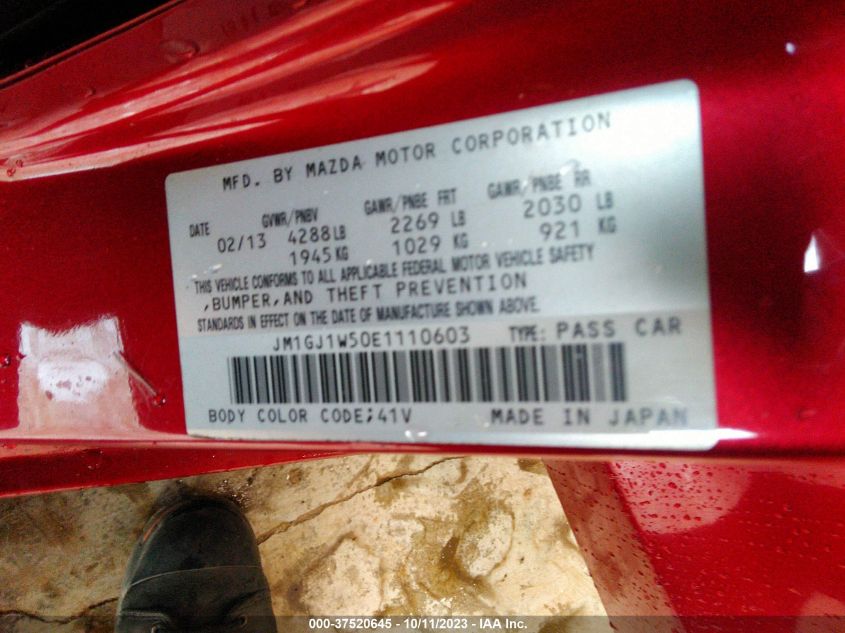 MFD. BY MAZDA MOTOR CORPORATION
DATE GVWR/PNBV GAWR/PNBE FRT GAWR/PNBE RR
02/13 4288 LB 2269 LB 2030 LB
1945 KG 1029 KG 921 KG
THIS VEHICLE CONFORMS TO ALL APPLICABLE FEDERAL MOTOR VEHICLE SAFETY
,BUMPER,AND THEFT PREVENTION
STANDARDS IN EFFECT ON THE DATE OF MANUFACTURE SHOWN ABOVE.
JM1GJ1W50E1110603 TYPE: PASS CAR
BODY COLOR CODE;41V MADE IN JAPAN
000-37520645 - 10/11/2023 - IAA Inc.